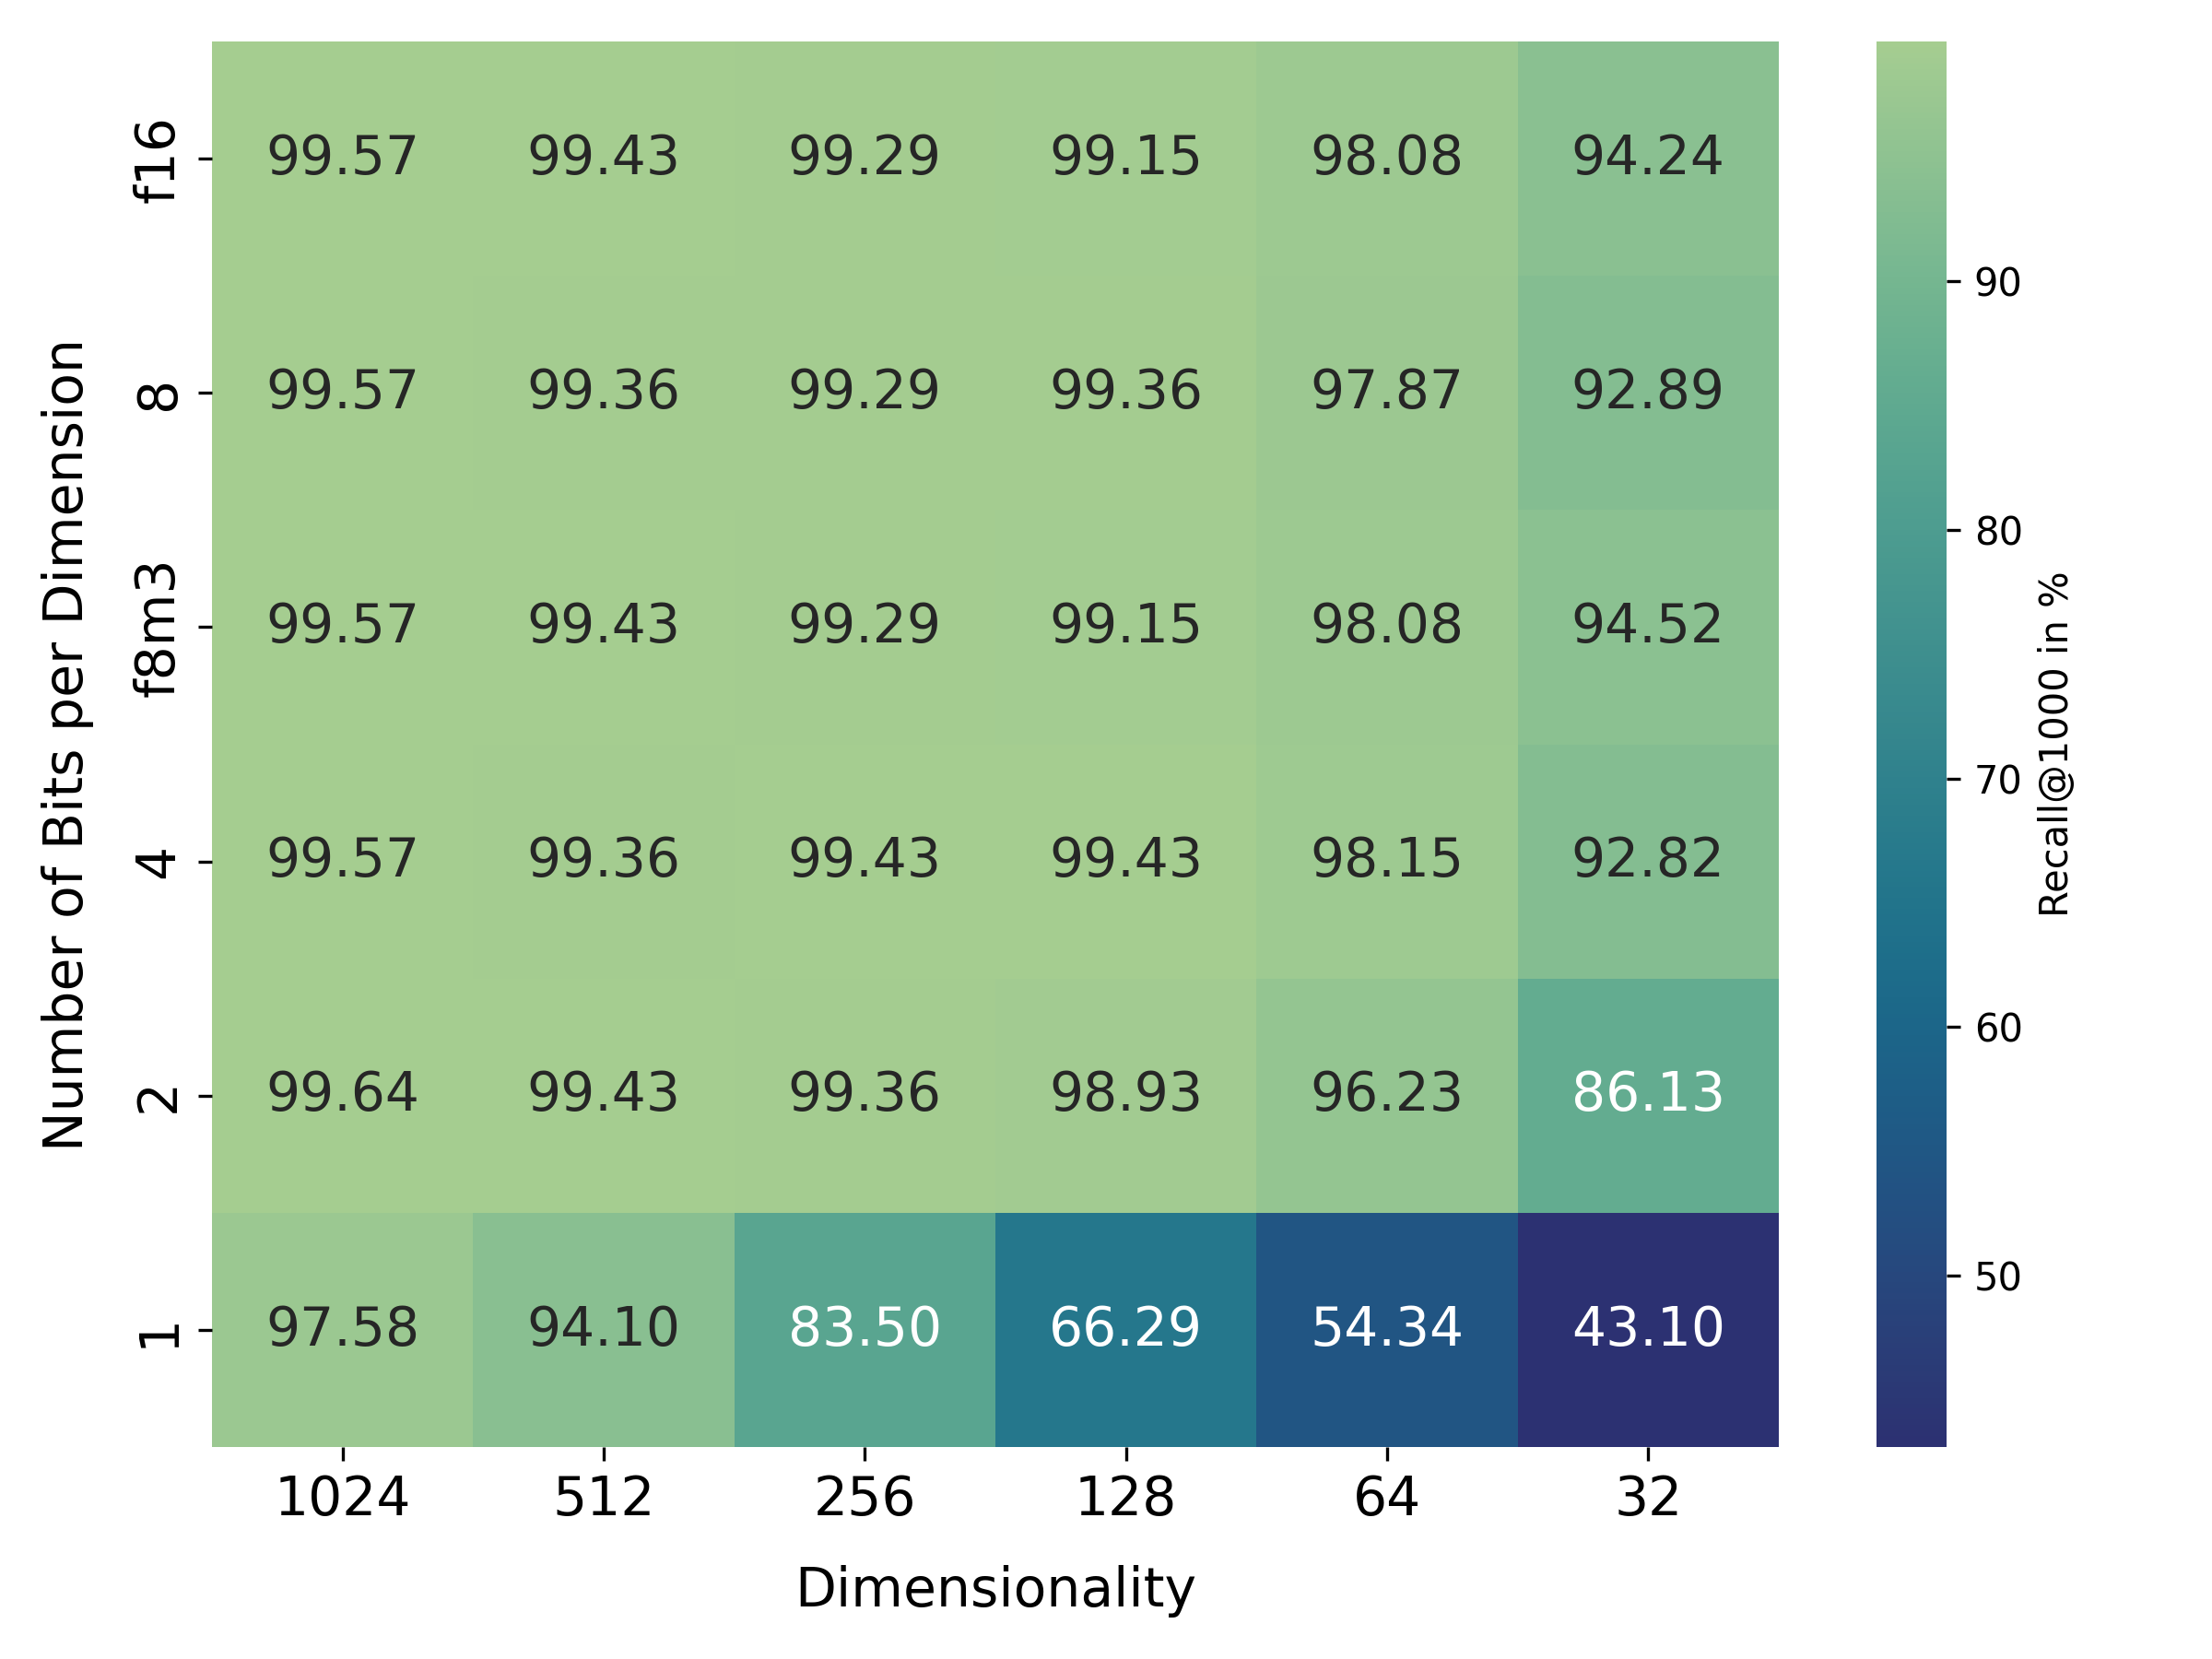 Number of Bits per Dimension
f16 99.57 99.43 99.29 99.15 98.08 94.24
8 99.57 99.36 99.29 99.36 97.87 92.89
f8m3 99.57 99.43 99.29 99.15 98.08 94.52
4 99.57 99.36 99.43 99.43 98.15 92.82
2 99.64 99.43 99.36 98.93 96.23 86.13
1 97.58 94.10 83.50 66.29 54.34 43.10
1024 512 256 128 64 32
Dimensionality
90
80
70
60
50
Recall@1000 in %